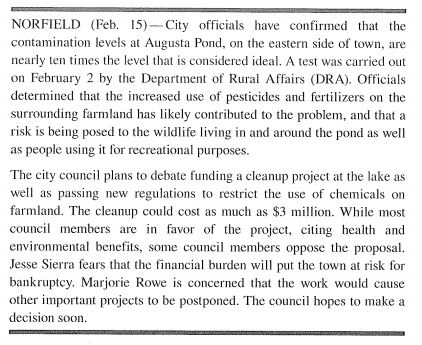 NORFIELD (Feb. 15)—City officials have confirmed that the
contamination levels at Augusta Pond, on the eastern side of town, are
nearly ten times the level that is considered ideal. A test was carried out
on February 2 by the Department of Rural Affairs (DRA). Officials
determined that the increased use of pesticides and fertilizers on the
surrounding farmland has likely contributed to the problem, and that a
risk is being posed to the wildlife living in and around the pond as well
as people using it for recreational purposes.
The city council plans to debate funding a cleanup project at the lake as
well as passing new regulations to restrict the use of chemicals on
farmland. The cleanup could cost as much as $3 million. While most
council members are in favor of the project, citing health and
environmental benefits, some council members oppose the proposal.
Jesse Sierra fears that the financial burden will put the town at risk for
bankruptcy. Marjorie Rowe is concerned that the work would cause
other important projects to be postponed. The council hopes to make a
decision soon.